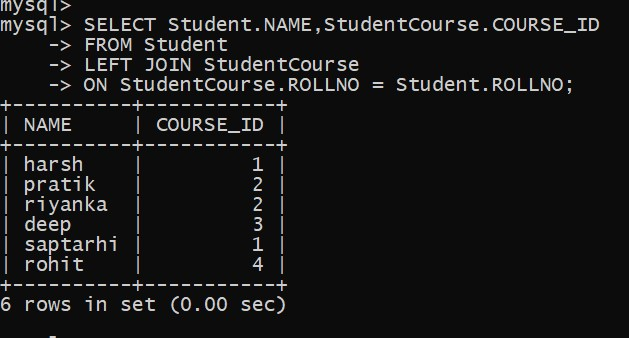 mysql>
mysql> SELECT Student.NAME,StudentCourse.COURSE_ID
    -> FROM Student
    -> LEFT JOIN StudentCourse
    -> ON StudentCourse.ROLLNO = Student.ROLLNO;
+----------+-----------+
| NAME     | COURSE_ID |
+----------+-----------+
| harsh    |         1 |
| pratik   |         2 |
| riyanka  |         2 |
| deep     |         3 |
| saptarhi |         1 |
| rohit    |         4 |
+----------+-----------+
6 rows in set (0.00 sec)